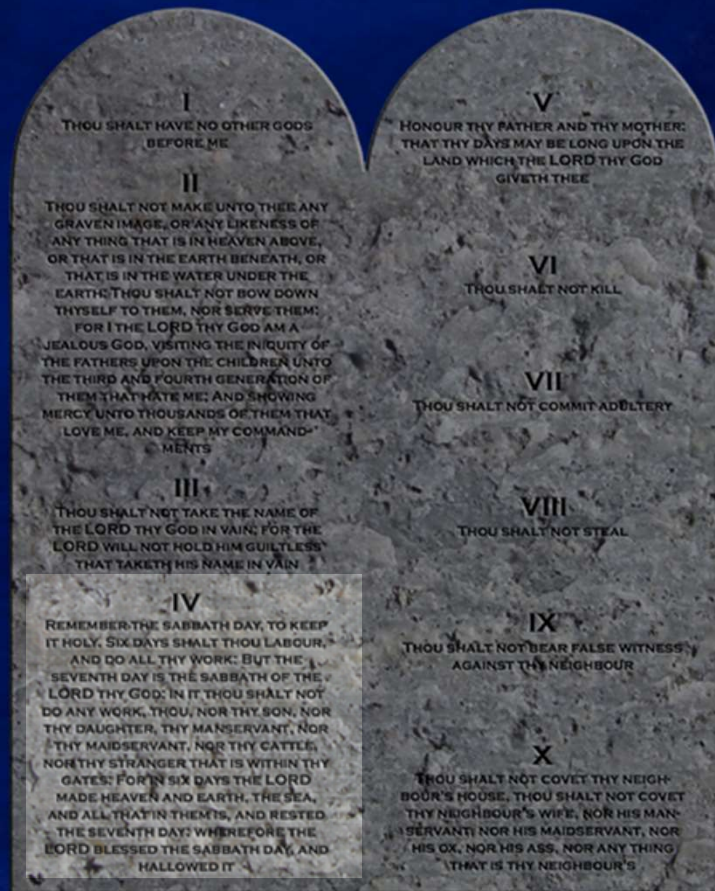 I
THOU SHALT HAVE NO OTHER GODS
BEFORE ME
II
THOU SHALT NOT MAKE UNTO THEE ANY
GRAVEN IMAGE, OR ANY LIKENESS OF
ANY THING THAT IS IN HEAVEN ABOVE,
OR THAT IS IN THE EARTH BENEATH, OR
THAT IS IN THE WATER UNDER THE
EARTH: THOU SHALT NOT BOW DOWN
THYSELF TO THEM, NOR SERVE THEM:
FOR I THE LORD THY GOD AM A
JEALOUS GOD, VISITING THE INIQUITY OF
THE FATHERS UPON THE CHILDREN UNTO
THE THIRD AND FOURTH GENERATION OF
THEM THAT HATE ME; AND SHOWING
MERCY UNTO THOUSANDS OF THEM THAT
LOVE ME, AND KEEP MY COMMAND-
MENTS
III
THOU SHALT NOT TAKE THE NAME OF
THE LORD THY GOD IN VAIN; FOR THE
LORD WILL NOT HOLD HIM GUILTLESS
THAT TAKETH HIS NAME IN VAIN
IV
REMEMBER THE SABBATH DAY, TO KEEP
IT HOLY. SIX DAYS SHALT THOU LABOUR,
AND DO ALL THY WORK: BUT THE
SEVENTH DAY IS THE SABBATH OF THE
LORD THY GOD: IN IT THOU SHALT NOT
DO ANY WORK, THOU, NOR THY SON, NOR
THY DAUGHTER, THY MANSERVANT, NOR
THY MAIDSERVANT, NOR THY CATTLE,
NOR THY STRANGER THAT IS WITHIN THY
GATES: FOR IN SIX DAYS THE LORD
MADE HEAVEN AND EARTH, THE SEA,
AND ALL THAT IN THEM IS, AND RESTED
THE SEVENTH DAY: WHEREFORE THE
LORD BLESSED THE SABBATH DAY, AND
HALLOWED IT
V
HONOUR THY FATHER AND THY MOTHER:
THAT THY DAYS MAY BE LONG UPON THE
LAND WHICH THE LORD THY GOD
GIVETH THEE
VI
THOU SHALT NOT KILL
VII
THOU SHALT NOT COMMIT ADULTERY
VIII
THOU SHALT NOT STEAL
IX
THOU SHALT NOT BEAR FALSE WITNESS
AGAINST THY NEIGHBOUR
X
THOU SHALT NOT COVET THY NEIGH-
BOUR'S HOUSE, THOU SHALT NOT COVET
THY NEIGHBOUR'S WIFE, NOR HIS MAN-
SERVANT, NOR HIS MAIDSERVANT, NOR
HIS OX, NOR HIS ASS, NOR ANY THING
THAT IS THY NEIGHBOUR'S